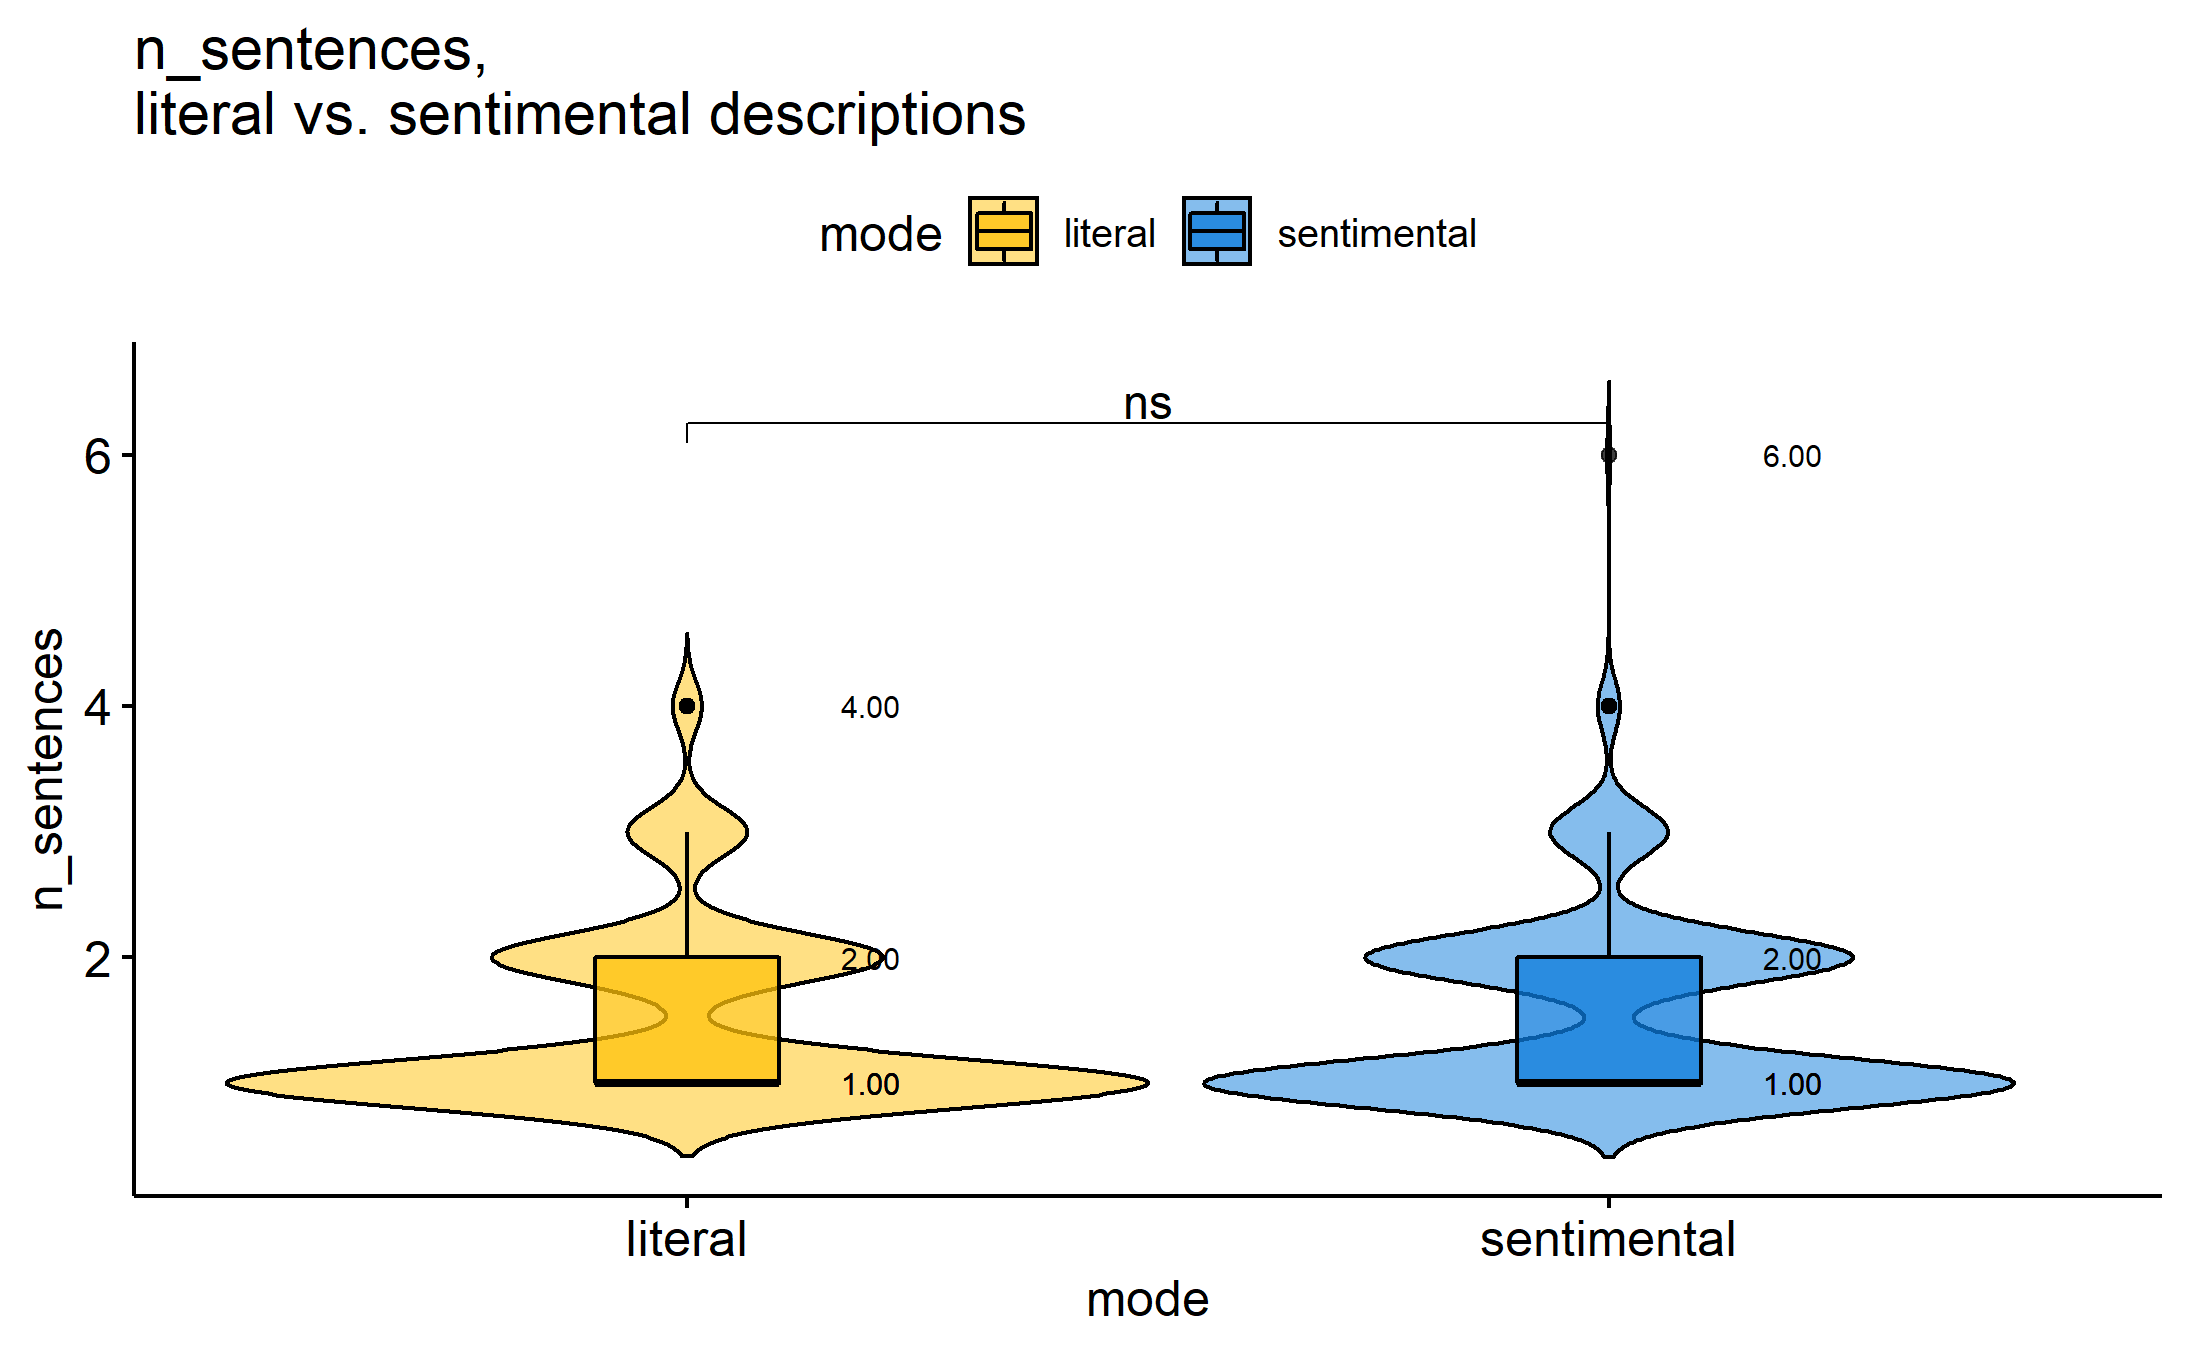 n_sentences,
literal vs. sentimental descriptions
mode literal sentimental
ns
6 6.00
4 4.00
2 2.00 2.00
1.00 1.00
n_sentences
literal sentimental
mode